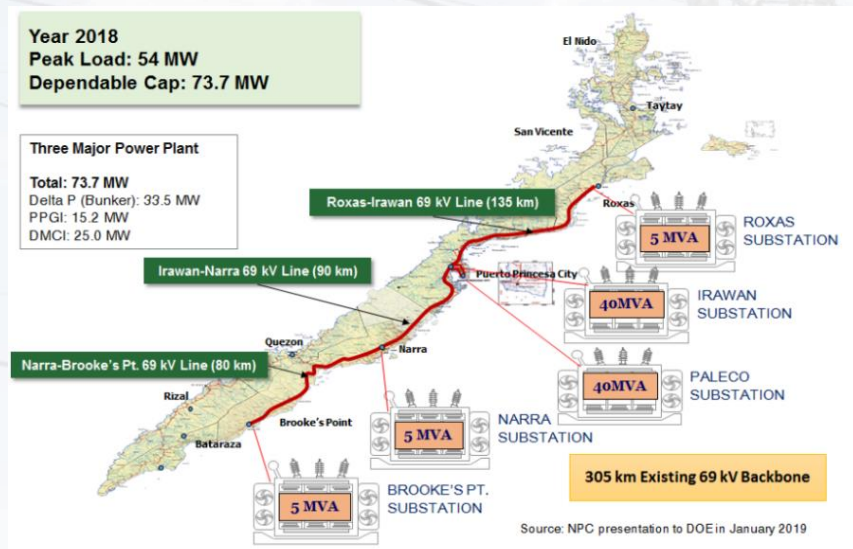 Year 2018
Peak Load: 54 MW
Dependable Cap: 73.7 MW
Three Major Power Plant
Total: 73.7 MW
Delta P (Bunker): 33.5 MW
PPGI: 15.2 MW
DMCI: 25.0 MW
El Nido
Taytay
San Vicente
Roxas-Irawan 69 kV Line (135 km)
Roxas
5 MVA
ROXAS
SUBSTATION
Irawan-Narra 69 kV Line (90 km)
Puerto Princesa City
40MVA
IRAWAN
SUBSTATION
Quezon
Narra
Narra-Brooke's Pt. 69 kV Line (80 km)
40MVA
PALECO
SUBSTATION
Rizal
Brooke's Point
Bataraza
5 MVA
NARRA
SUBSTATION
5 MVA
BROOKE'S PT.
SUBSTATION
305 km Existing 69 kV Backbone
Source: NPC presentation to DOE in January 2019